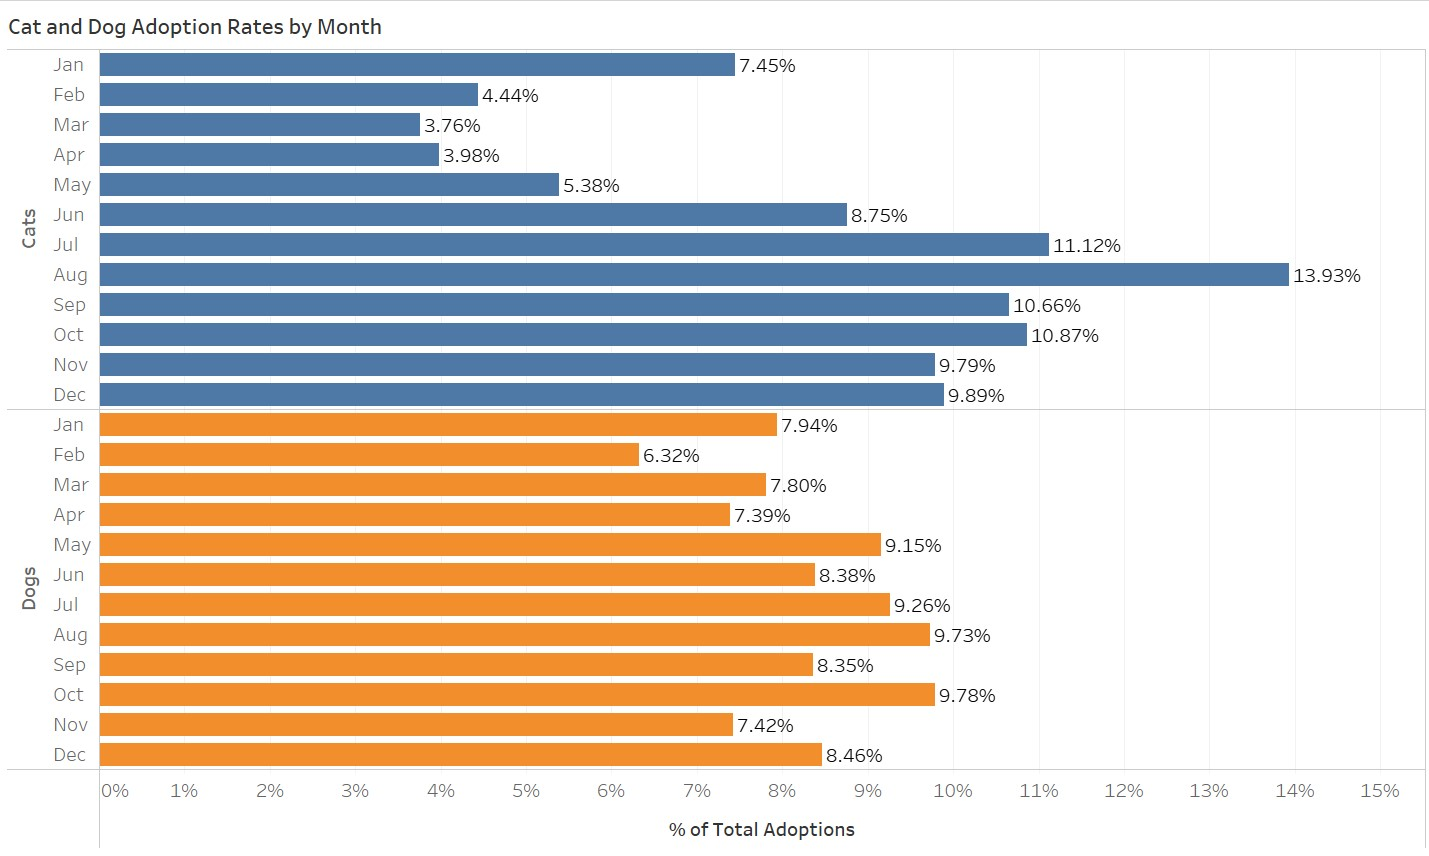 Cat and Dog Adoption Rates by Month
Cats
Jan 7.45%
Feb 4.44%
Mar 3.76%
Apr 3.98%
May 5.38%
Jun 8.75%
Jul 11.12%
Aug 13.93%
Sep 10.66%
Oct 10.87%
Nov 9.79%
Dec 9.89%
Dogs
Jan 7.94%
Feb 6.32%
Mar 7.80%
Apr 7.39%
May 9.15%
Jun 8.38%
Jul 9.26%
Aug 9.73%
Sep 8.35%
Oct 9.78%
Nov 7.42%
Dec 8.46%
0% 1% 2% 3% 4% 5% 6% 7% 8% 9% 10% 11% 12% 13% 14% 15%
% of Total Adoptions